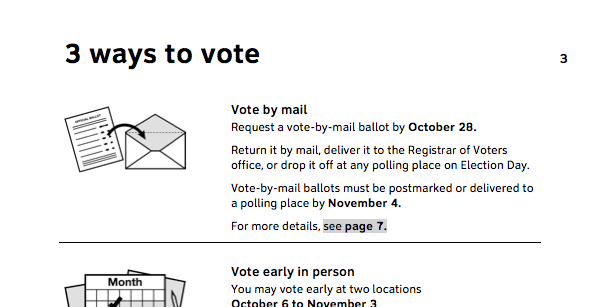 3 ways to vote
3
OFFICIAL BALLOT
Vote by mail
Request a vote-by-mail ballot by October 28.
Return it by mail, deliver it to the Registrar of Voters
office, or drop it off at any polling place on Election Day.
Vote-by-mail ballots must be postmarked or delivered to
a polling place by November 4.
For more details, see page 7.
Month
Vote early in person
You may vote early at two locations
October 6 to November 3